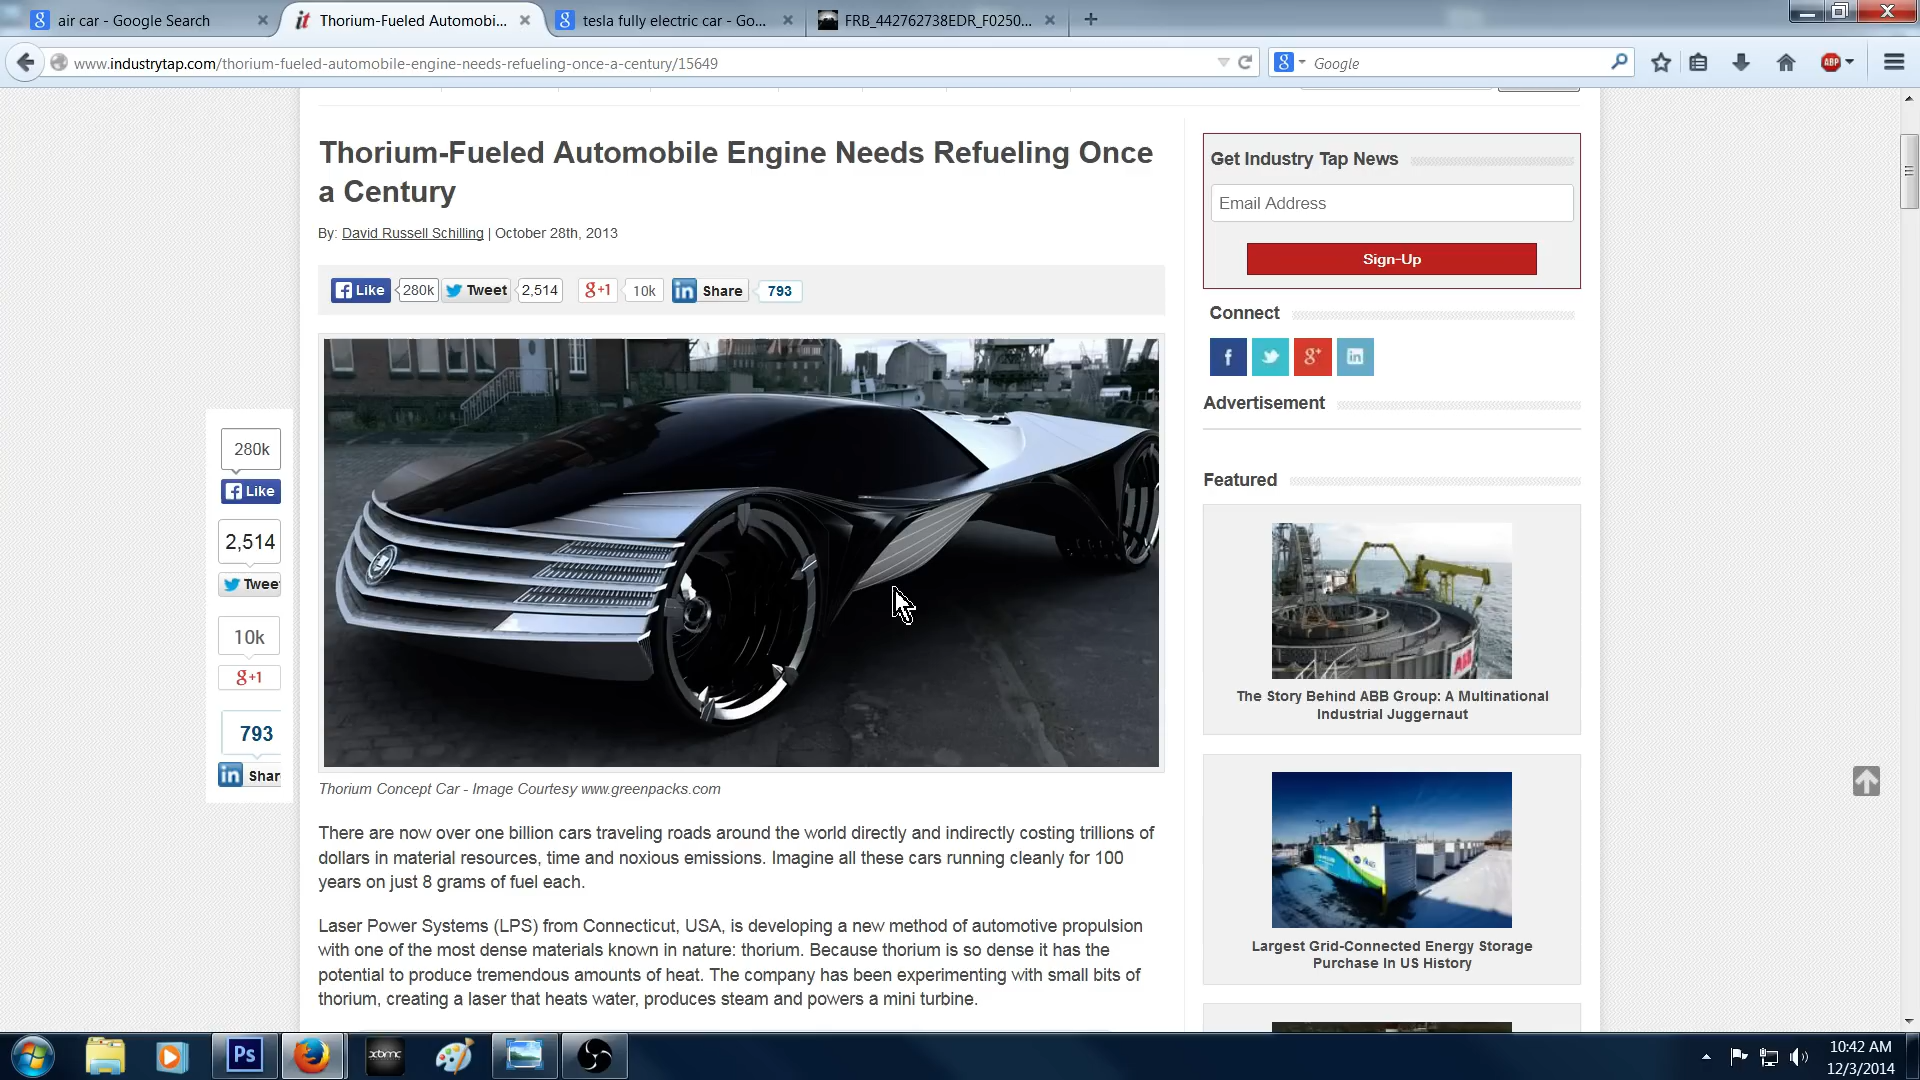 air car - Google Search
Thorium-Fueled Automobi...
tesla fully electric car - Go...
FRB_442762738EDR_F0250...
www.industrytap.com/thorium-fueled-automobile-engine-needs-refueling-once-a-century/15649
Google
ABP
Thorium-Fueled Automobile Engine Needs Refueling Once
a Century
By: David Russell Schilling | October 28th, 2013
Like 280k Tweet 2,514 g+1 10k in Share 793
280k
Like
2,514
Twee
10k
g+1
793
in Shar
Thorium Concept Car - Image Courtesy www.greenpacks.com
There are now over one billion cars traveling roads around the world directly and indirectly costing trillions of
dollars in material resources, time and noxious emissions. Imagine all these cars running cleanly for 100
years on just 8 grams of fuel each.
Laser Power Systems (LPS) from Connecticut, USA, is developing a new method of automotive propulsion
with one of the most dense materials known in nature: thorium. Because thorium is so dense it has the
potential to produce tremendous amounts of heat. The company has been experimenting with small bits of
thorium, creating a laser that heats water, produces steam and powers a mini turbine.
Get Industry Tap News
Email Address
Sign-Up
Connect
Advertisement
Featured
ABB
The Story Behind ABB Group: A Multinational
Industrial Juggernaut
Largest Grid-Connected Energy Storage
Purchase In US History
Ps
xbmc
10:42 AM
12/3/2014